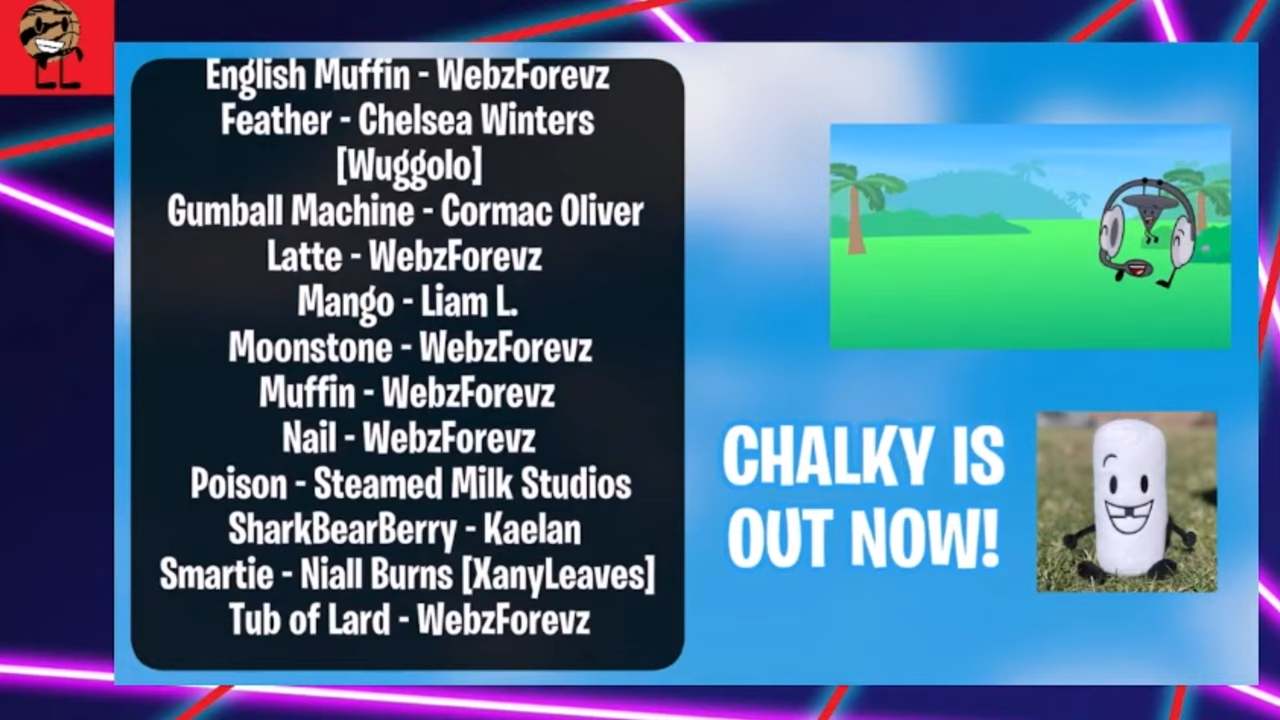 English Muffin - WebzForevz
Feather - Chelsea Winters
[Wuggolo]
Gumball Machine - Cormac Oliver
Latte - WebzForevz
Mango - Liam L.
Moonstone - WebzForevz
Muffin - WebzForevz
Nail - WebzForevz
Poison - Steamed Milk Studios
SharkBearBerry - Kaelan
Smartie - Niall Burns [XanyLeaves]
Tub of Lard - WebzForevz
CHALKY IS
OUT NOW!